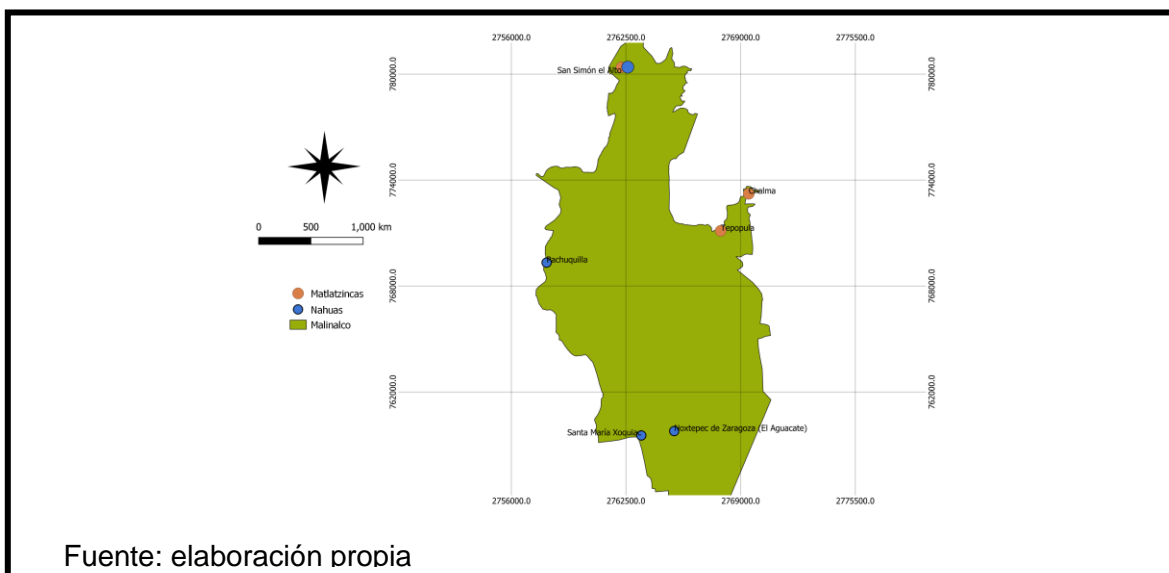 2756000.0 2762500.0 2769000.0 2775500.0
San Simón el Alto
780000.0 780000.0
774000.0 774000.0
Chalma
Tepopula
0 500 1,000 km
Pachuquilla
768000.0 768000.0
Matlatzincas
Nahuas
Malinalco
762000.0 762000.0
Santa María Xoquiac
Noxtepec de Zaragoza (El Aguacate)
2756000.0 2762500.0 2769000.0 2775500.0
Fuente: elaboración propia